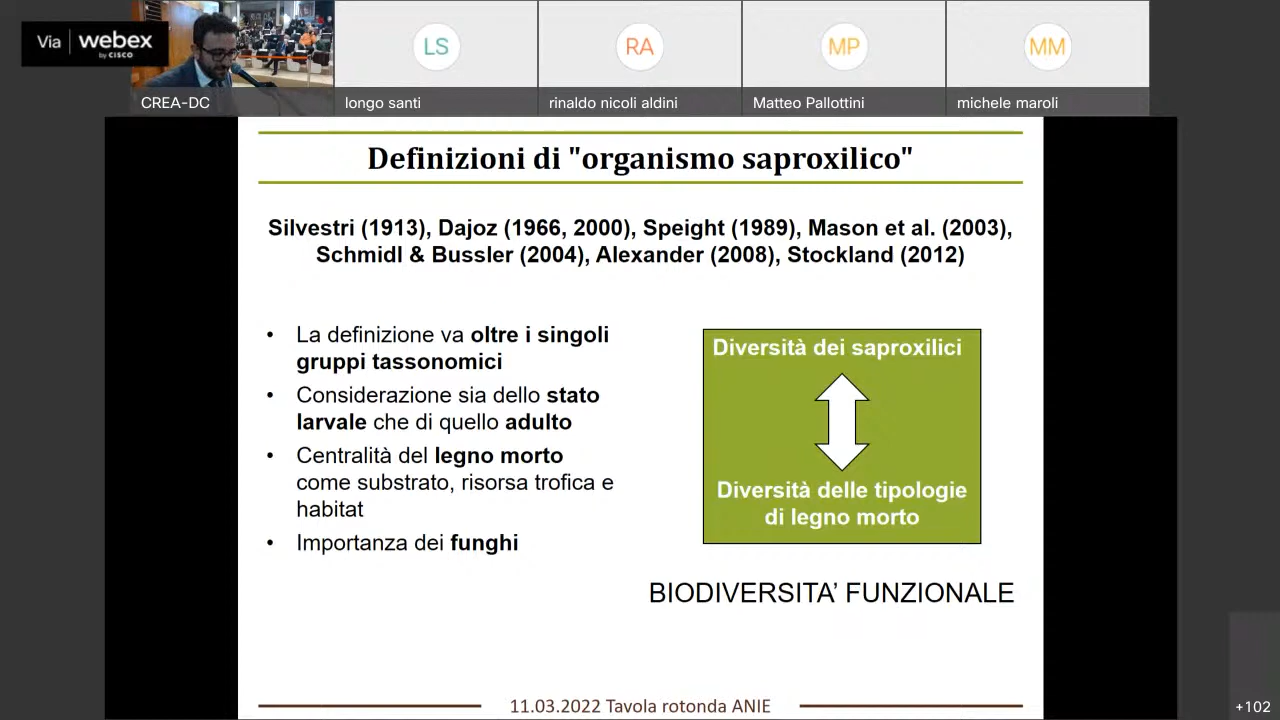 Via webex
by CISCO
LS
RA
MP
MM
CREA-DC
longo santi
rinaldo nicoli aldini
Matteo Pallottini
michele maroli
Definizioni di "organismo saproxilico"
Silvestri (1913), Dajoz (1966, 2000), Speight (1989), Mason et al. (2003),
Schmidl & Bussler (2004), Alexander (2008), Stockland (2012)
• La definizione va oltre i singoli
gruppi tassonomici
• Considerazione sia dello stato
larvale che di quello adulto
• Centralità del legno morto
come substrato, risorsa trofica e
habitat
• Importanza dei funghi
Diversità dei saproxilici
Diversità delle tipologie
di legno morto
BIODIVERSITA’ FUNZIONALE
11.03.2022 Tavola rotonda ANIE
+102